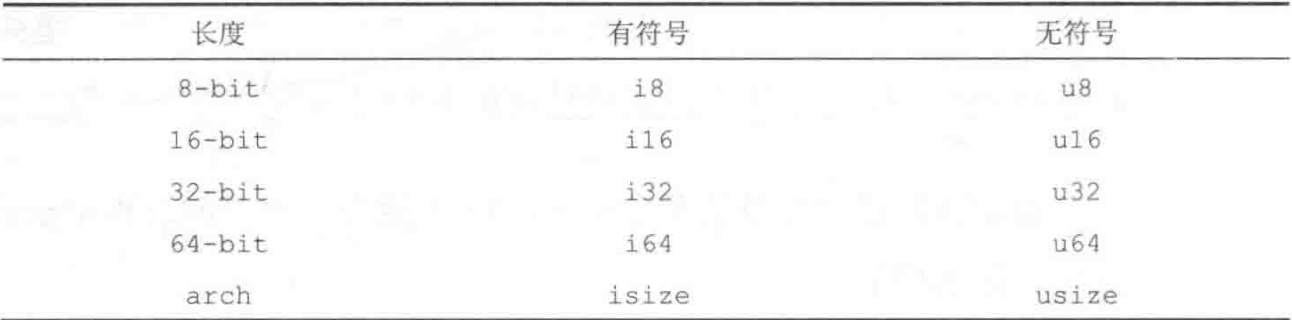 长度 有符号 无符号
8-bit i8 u8
16-bit i16 u16
32-bit i32 u32
64-bit i64 u64
arch isize usize